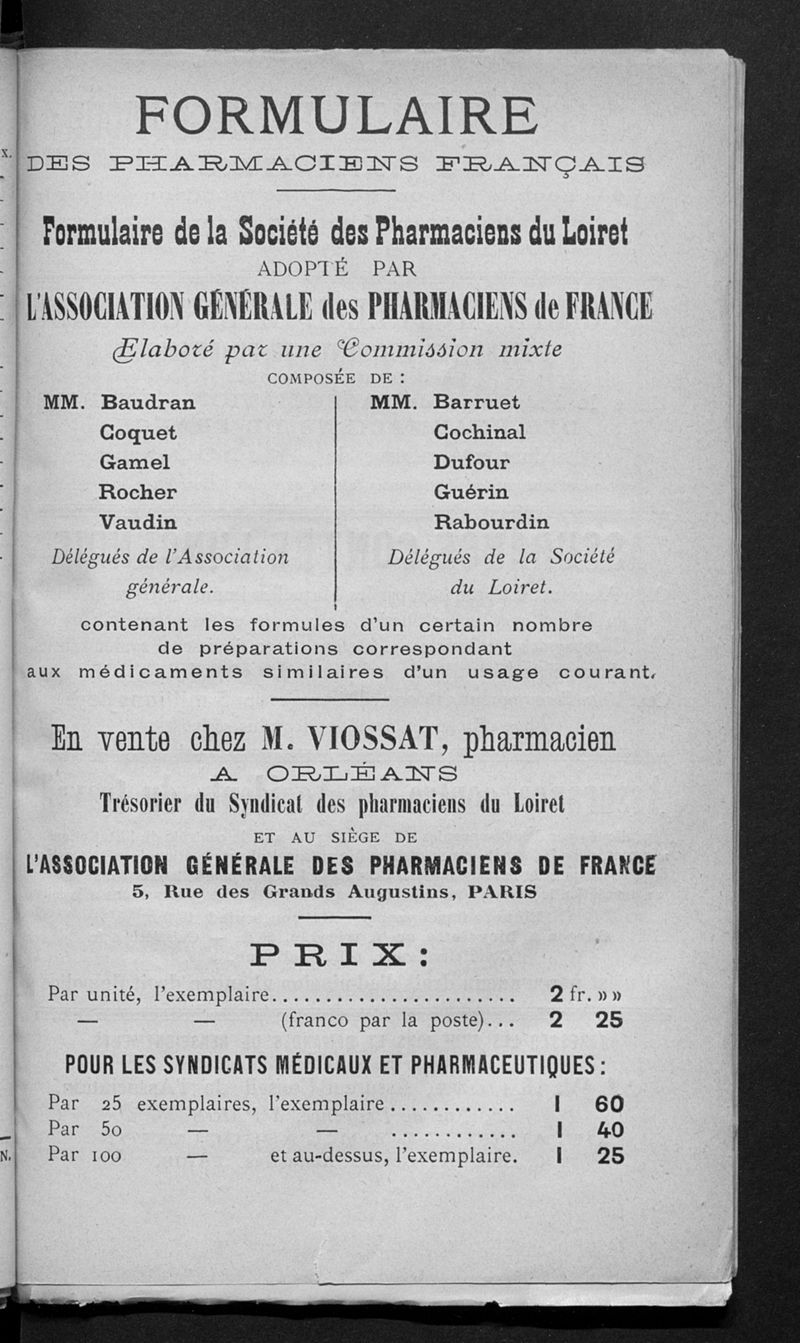 FORMULAIRE
DES PHARMACIENS FRANÇAIS
Formulaire de la Société des Pharmaciens du Loiret
ADOPTÉ PAR
L'ASSOCIATION GÉNÉRALE des PHARMACIENS de FRANCE
Elaboré par une Commission mixte
COMPOSÉE DE :
MM. Baudran
Coquet
Gamel
Rocher
Vaudin
Délégués de l'Association
générale.
MM. Barruet
Cochinal
Dufour
Guérin
Rabourdin
Délégués de la Société
du Loiret.
contenant les formules d'un certain nombre
de préparations correspondant
aux médicaments similaires d'un usage courant.
En vente chez M. VIOSSAT, pharmacien
A ORLÉANS
Trésorier du Syndicat des pharmaciens du Loiret
ET AU SIÈGE DE
L'ASSOCIATION GÉNÉRALE DES PHARMACIENS DE FRANCE
5, Rue des Grands Augustins, PARIS
PRIX:
Par unité, l'exemplaire........................ 2 fr. » »
— — (franco par la poste)... 2 25
POUR LES SYNDICATS MÉDICAUX ET PHARMACEUTIQUES:
Par 25 exemplaires, l'exemplaire............. 1 60
Par 50 — — ............. 1 40
Par 100 — et au-dessus, l'exemplaire. 1 25